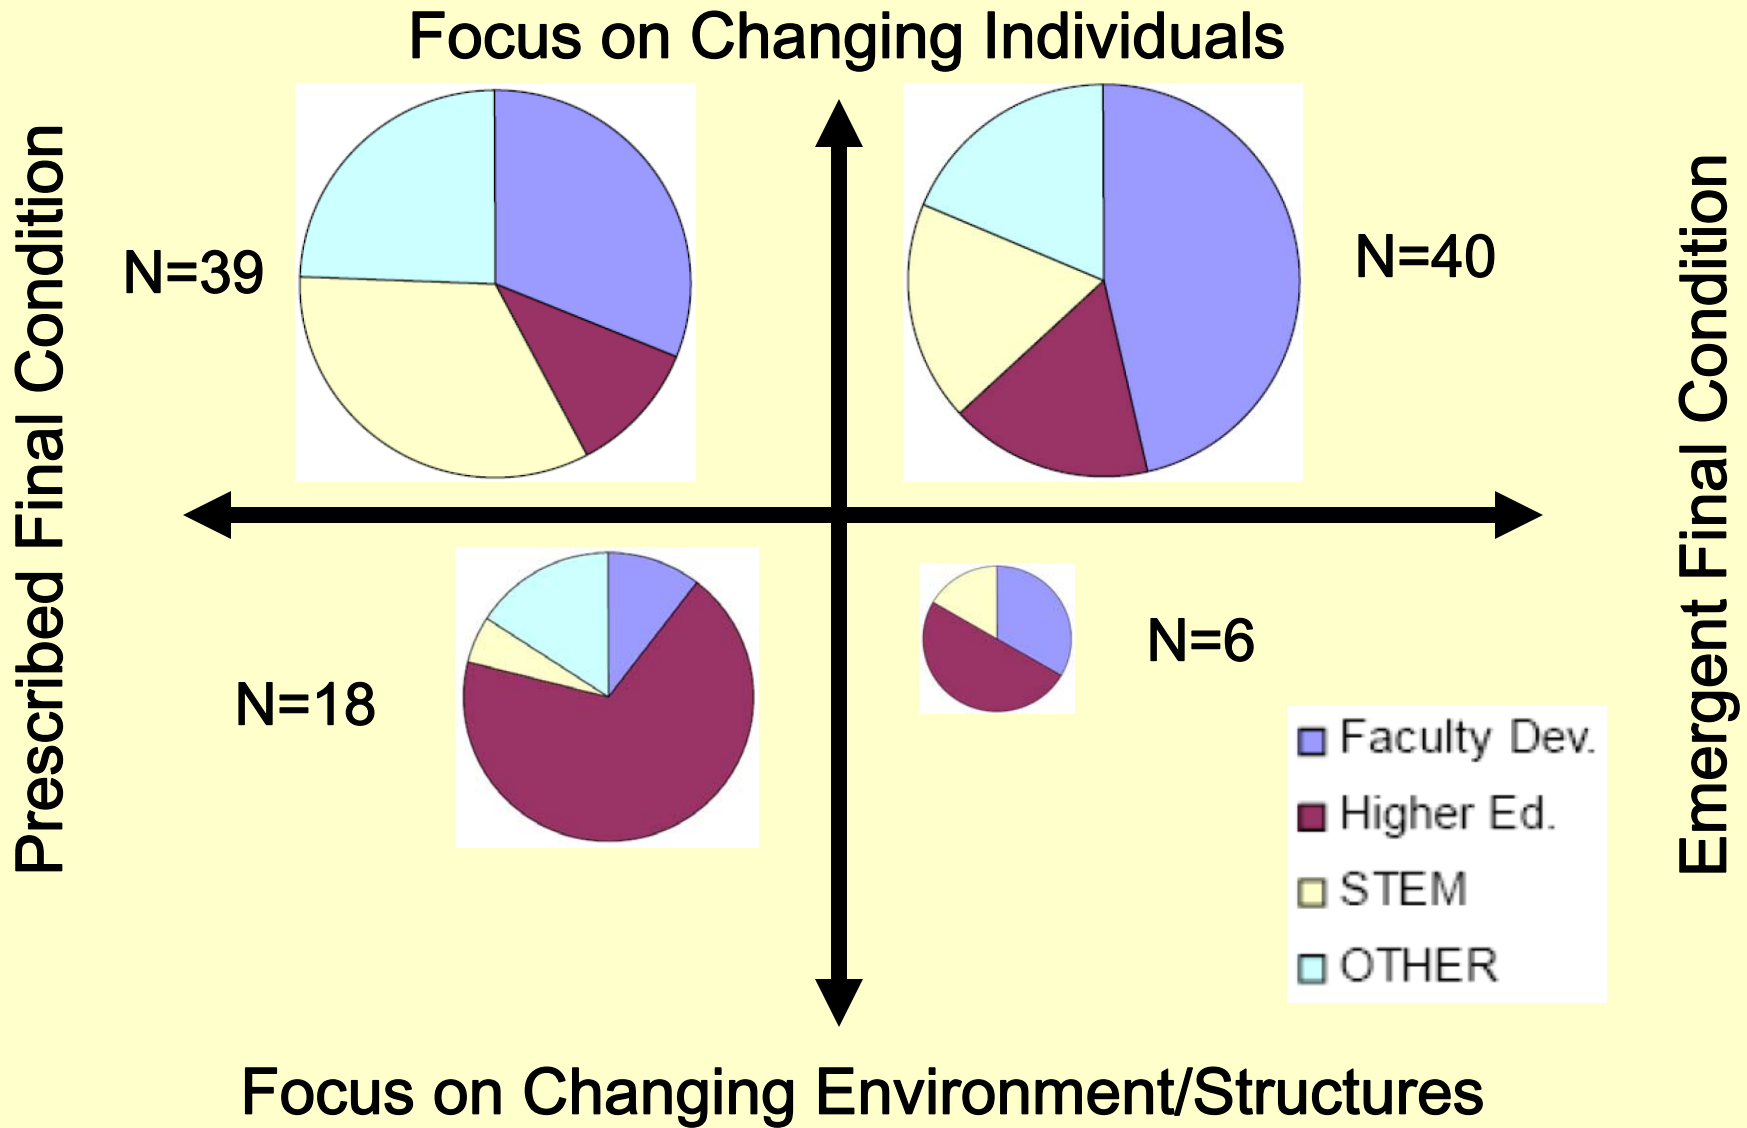 Focus on Changing Individuals
Prescribed Final Condition
Emergent Final Condition
N=39
N=40
N=18
N=6
Faculty Dev.
Higher Ed.
STEM
OTHER
Focus on Changing Environment/Structures